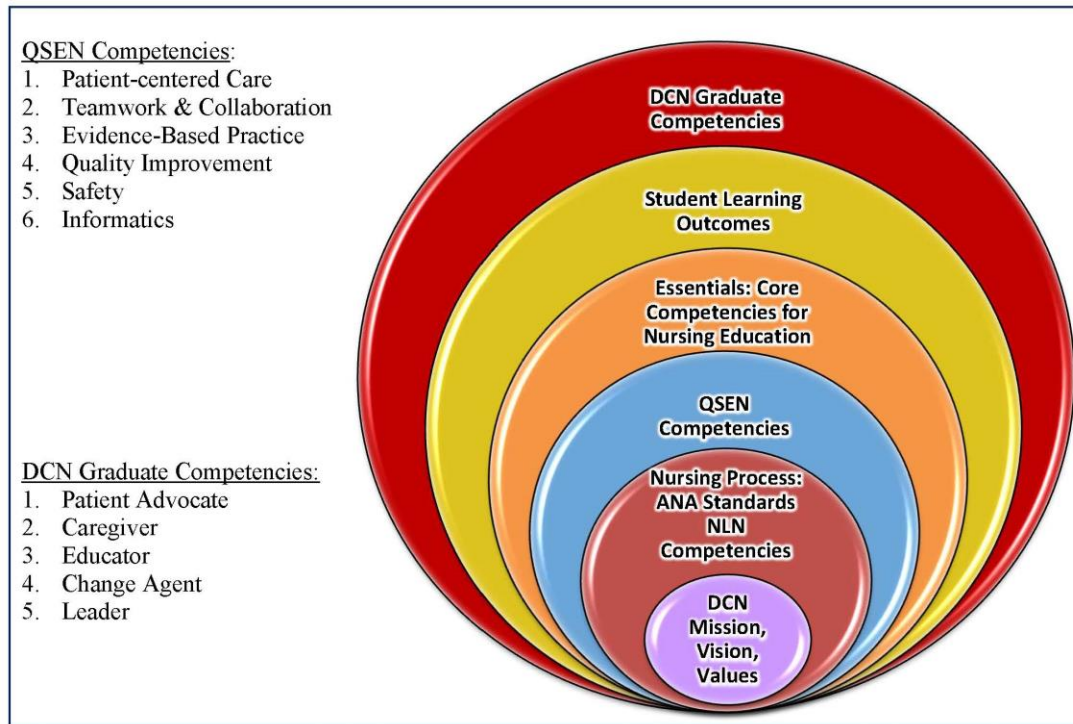 QSEN Competencies:
1. Patient-centered Care
2. Teamwork & Collaboration
3. Evidence-Based Practice
4. Quality Improvement
5. Safety
6. Informatics
DCN Graduate Competencies:
1. Patient Advocate
2. Caregiver
3. Educator
4. Change Agent
5. Leader
DCN Graduate
Competencies
Student Learning
Outcomes
Essentials: Core
Competencies for
Nursing Education
QSEN
Competencies
Nursing Process:
ANA Standards
NLN
Competencies
DCN
Mission,
Vision,
Values